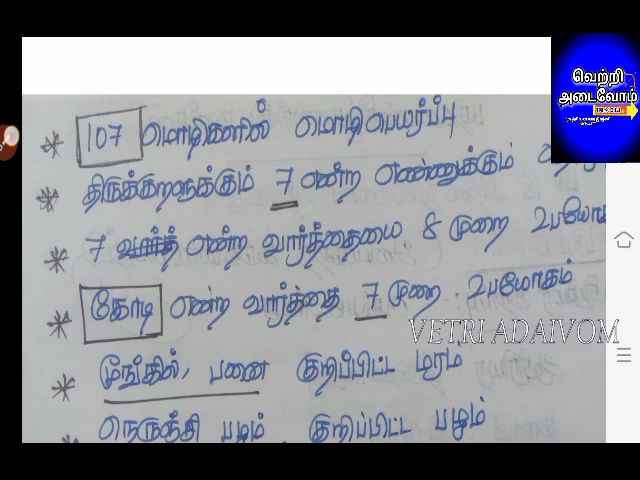 வெற்றி
அடைவோம்
107 மொழிகளில் மொழிபெயர்ப்பு
திருக்குறளுக்கும் 7 என்ற எண்ணுக்கும்
7 என்ற வார்த்தையை 8 முறை உபயோக
கோடி என்ற வார்த்தை 7 முறை உபயோகம்
VETRI ADAIVOM
மூங்கில், பனை குறிப்பிட்ட மரம்
நெருஞ்சி பழம் குறிப்பிட்ட பழம்